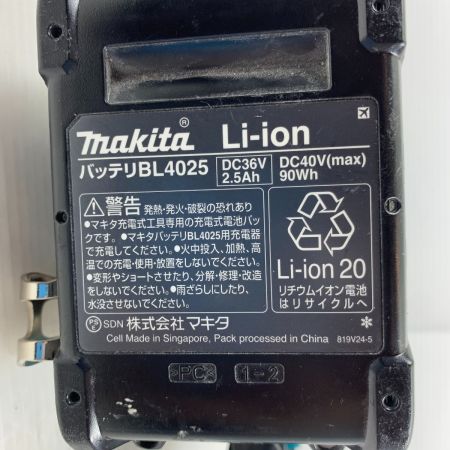 makita® Li-ion
バッテリBL4025 DC36V 2.5Ah DC40V(max) 90Wh
⚠警告 発熱・発火・破裂の恐れあり
●マキタ充電式工具専用の充電式電池パッ
クです。●マキタバッテリBL4025用充電器
で充電してください。●火中投入、加熱、高
温での充電・使用・放置をしないでください。
●変形やショートさせたり、分解・修理・改造
をしないでください。●雨ざらしにしたり、
水没させないでください。
Li-ion 20
リチウムイオン電池
はリサイクルへ
PS E SDN 株式会社マキタ ✻
Cell Made in Singapore, Pack processed in China 819V24-5
>PC< 1-2